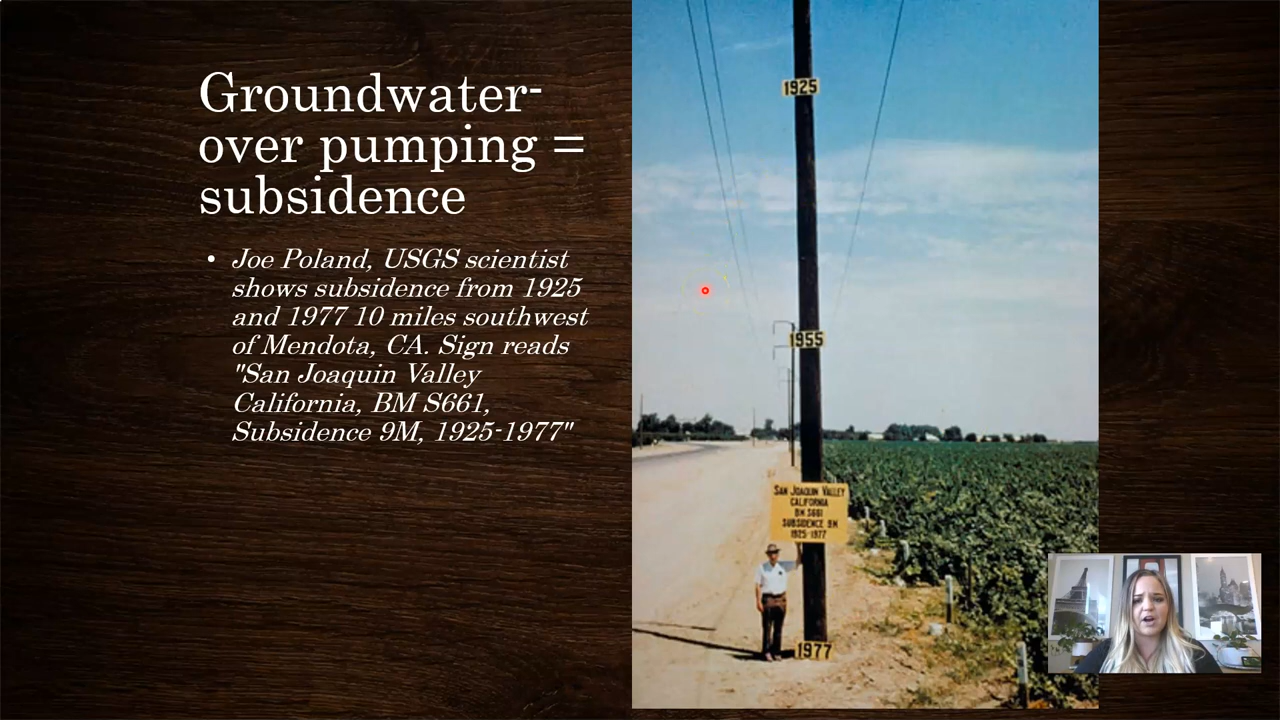 Groundwater-
over pumping =
subsidence
• Joe Poland, USGS scientist
shows subsidence from 1925
and 1977 10 miles southwest
of Mendota, CA. Sign reads
"San Joaquin Valley
California, BM S661,
Subsidence 9M, 1925-1977"
1925
1955
SAN JOAQUIN VALLEY
CALIFORNIA
BM S661
SUBSIDENCE 9M
1925-1977
1977